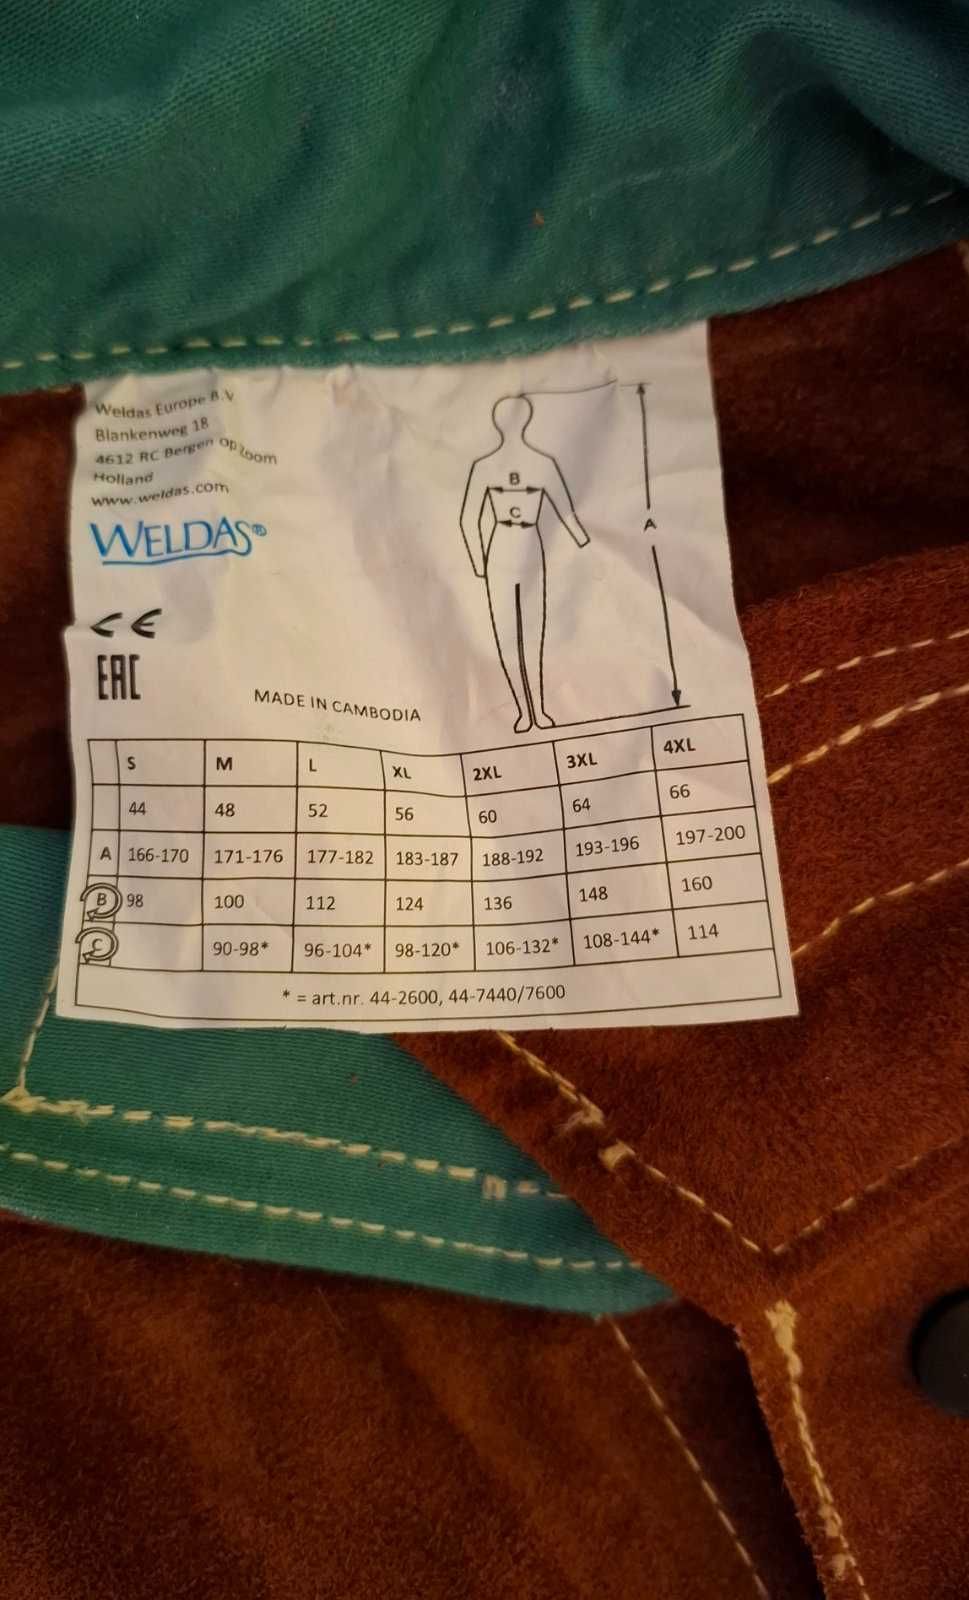 Weldas Europe B.V
Blankenweg 18
4612 RC Bergen Op Zoom
Holland
www.weldas.com
WELDAS®
CE
EAC
MADE IN CAMBODIA
B
C
A
S M L XL 2XL 3XL 4XL
44 48 52 56 60 64 66
A 166-170 171-176 177-182 183-187 188-192 193-196 197-200
B 98 100 112 124 136 148 160
C 90-98* 96-104* 98-120* 106-132* 108-144* 114
* = art.nr. 44-2600, 44-7440/7600